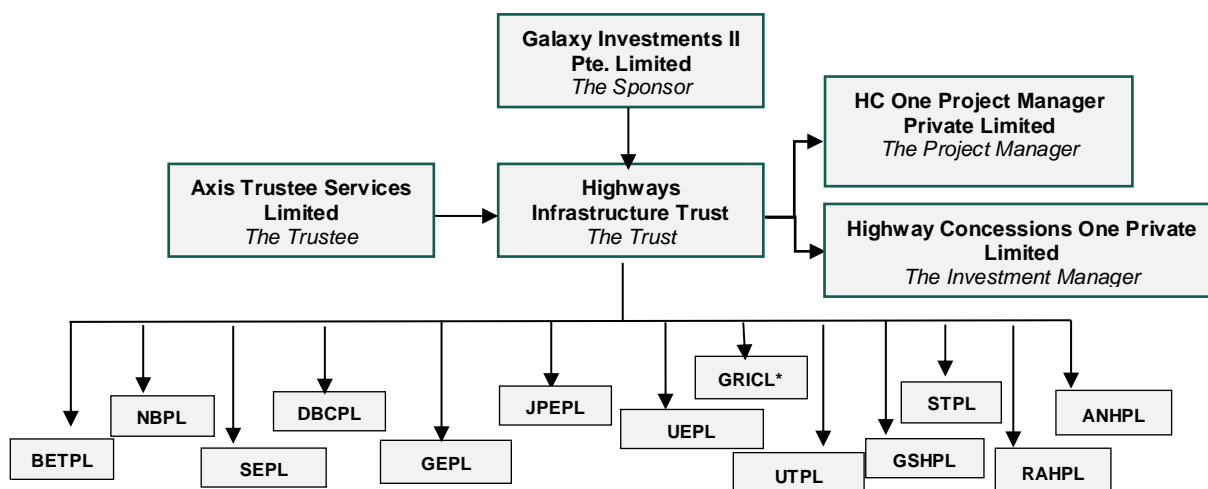 Galaxy Investments II
Pte. Limited
The Sponsor
HC One Project Manager
Private Limited
The Project Manager
Axis Trustee Services
Limited
The Trustee
Highways
Infrastructure Trust
The Trust
Highway Concessions One Private
Limited
The Investment Manager
BETPL
NBPL
SEPL
DBCPL
GEPL
JPEPL
UEPL
GRICL*
UTPL
GSHPL
STPL
RAHPL
ANHPL